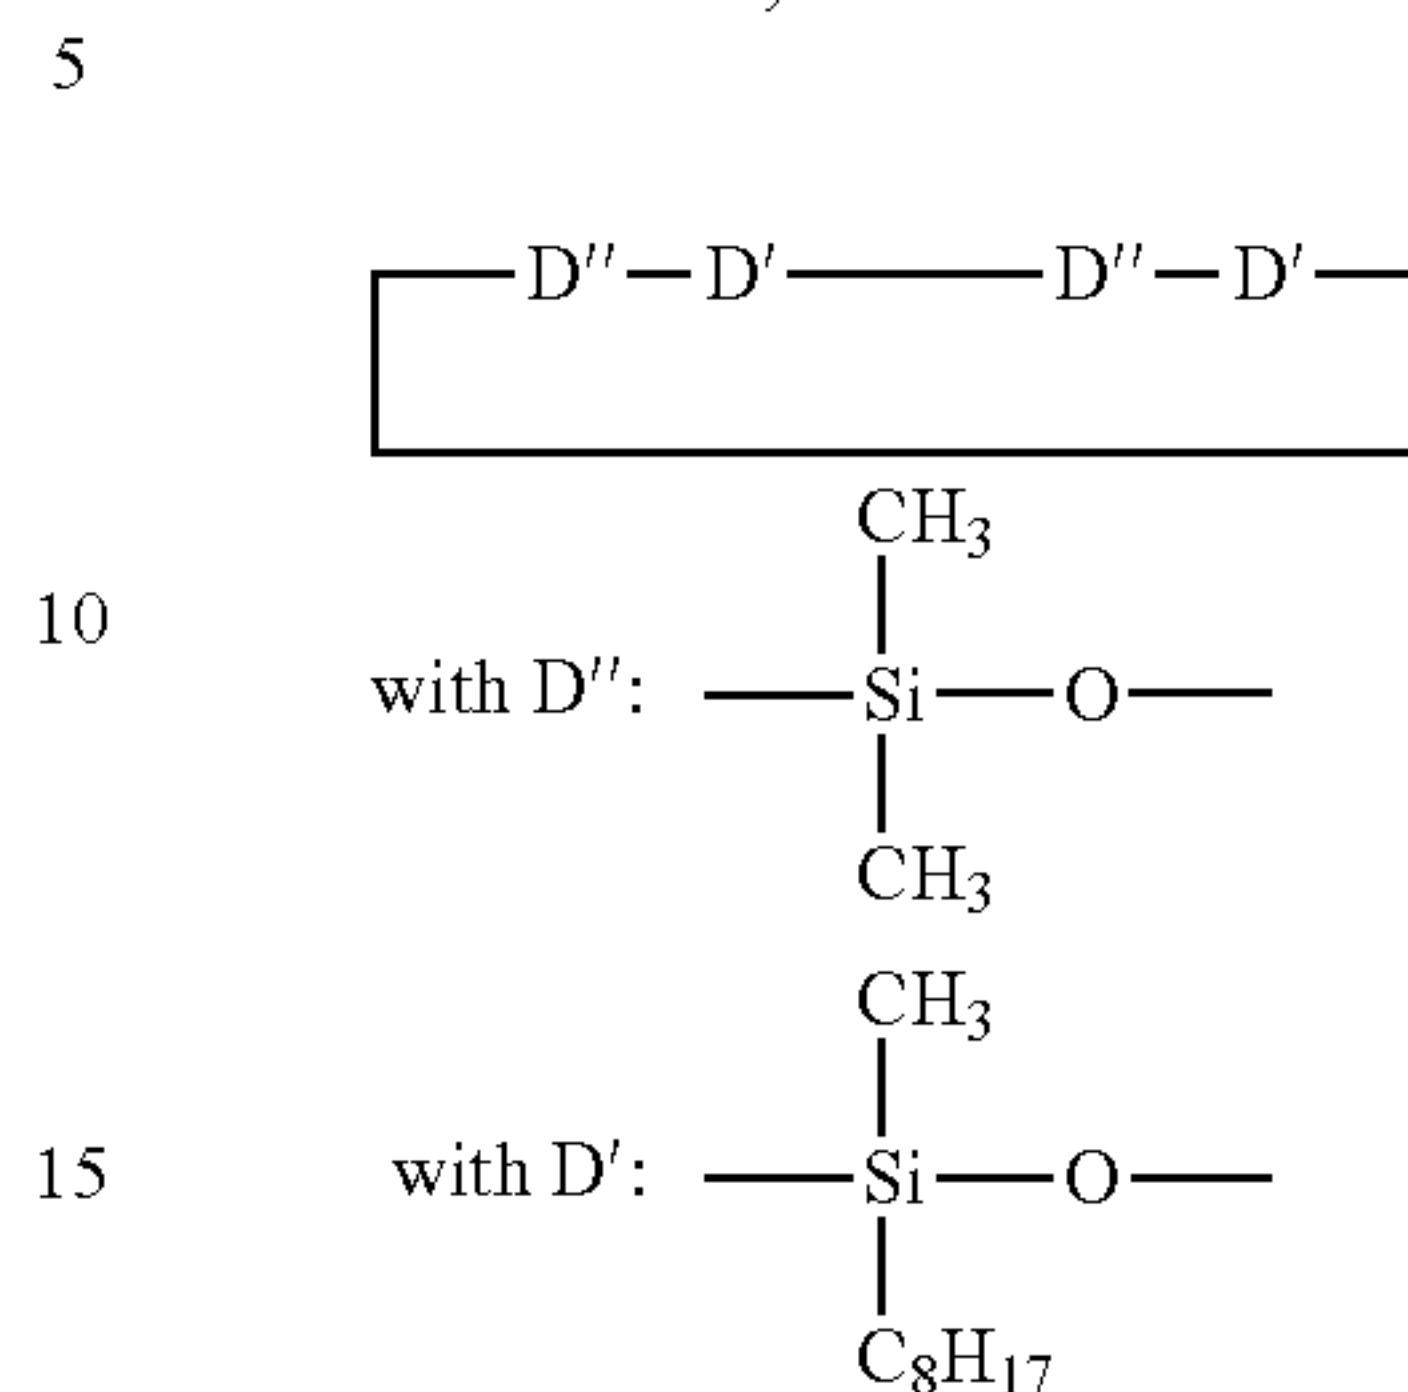 5
D″—D′—D″—D′—
CH₃
10
with D″: —Si—O—
CH₃
CH₃
15 with D′: —Si—O—
C₈H₁₇